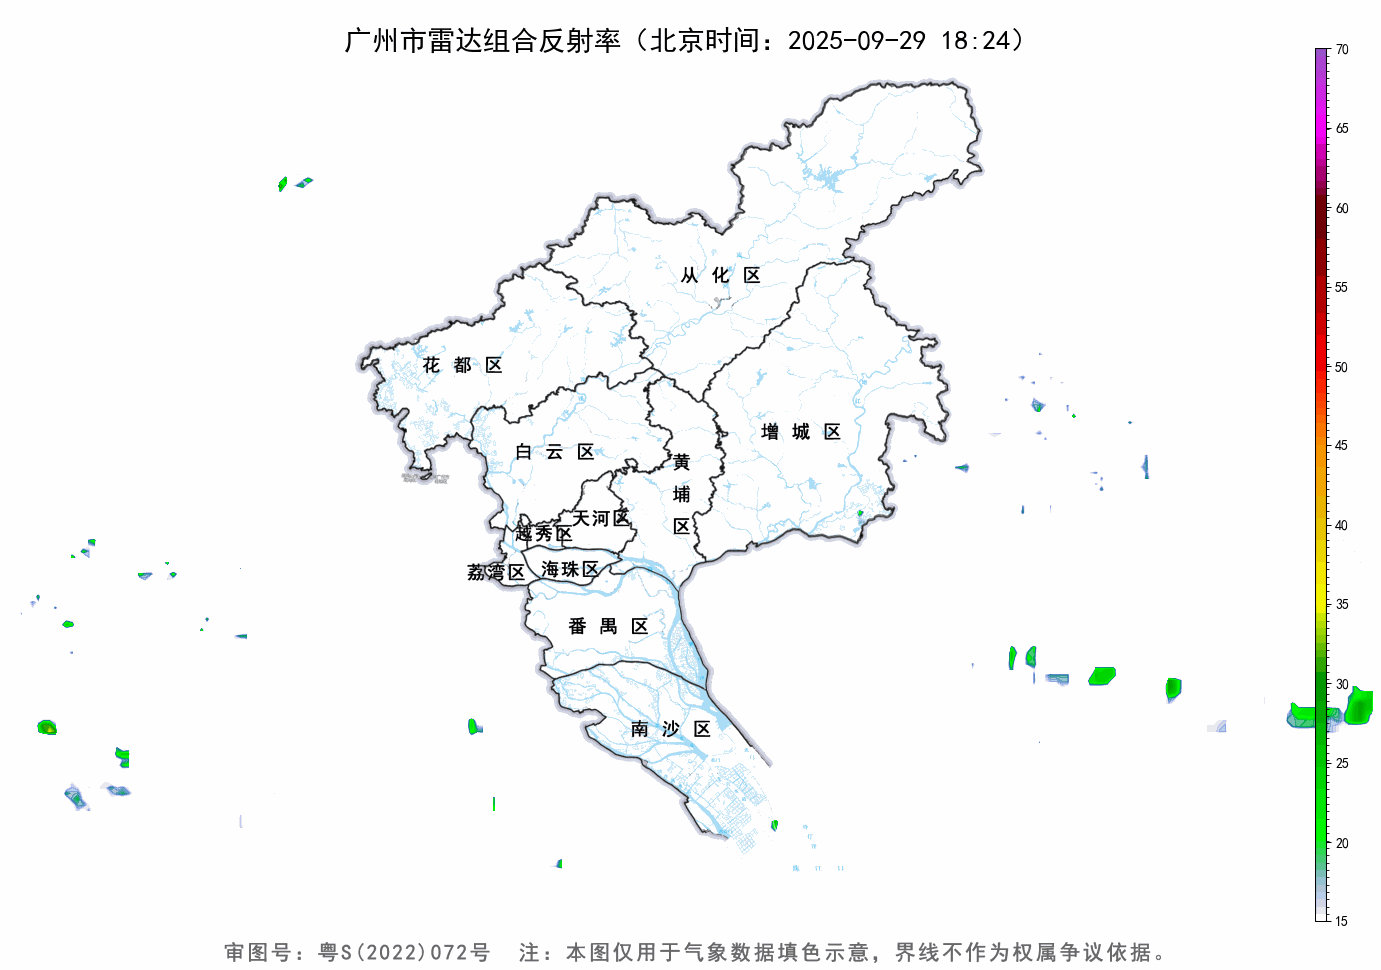 广州市雷达组合反射率（北京时间：2025-09-29 18:24）
70
65
60
55
50
45
40
35
30
25
20
15
从化区
花都区
增城区
白云区
黄埔区
天河区
越秀区
荔湾区
海珠区
番禺区
南沙区
审图号：粤S(2022)072号 注：本图仅用于气象数据填色示意，界线不作为权属争议依据。